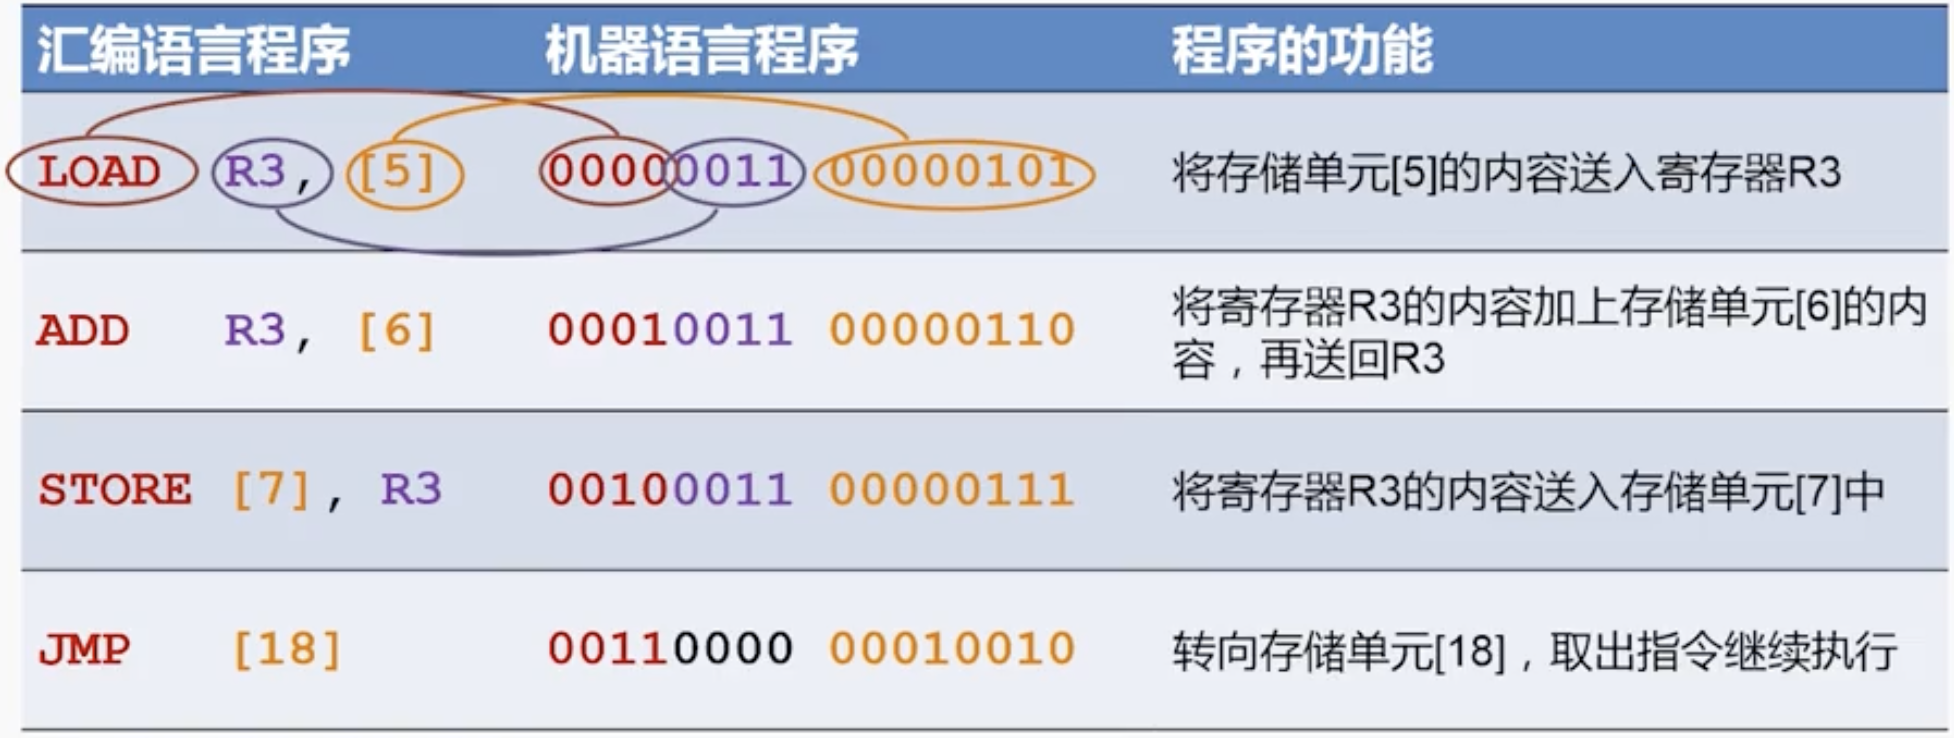 汇编语言程序 机器语言程序 程序的功能
LOAD R3, [5] 00000011 00000101 将存储单元[5]的内容送入寄存器R3
ADD R3, [6] 00010011 00000110 将寄存器R3的内容加上存储单元[6]的内
容，再送回R3
STORE [7], R3 00100011 00000111 将寄存器R3的内容送入存储单元[7]中
JMP [18] 00110000 00010010 转向存储单元[18]，取出指令继续执行